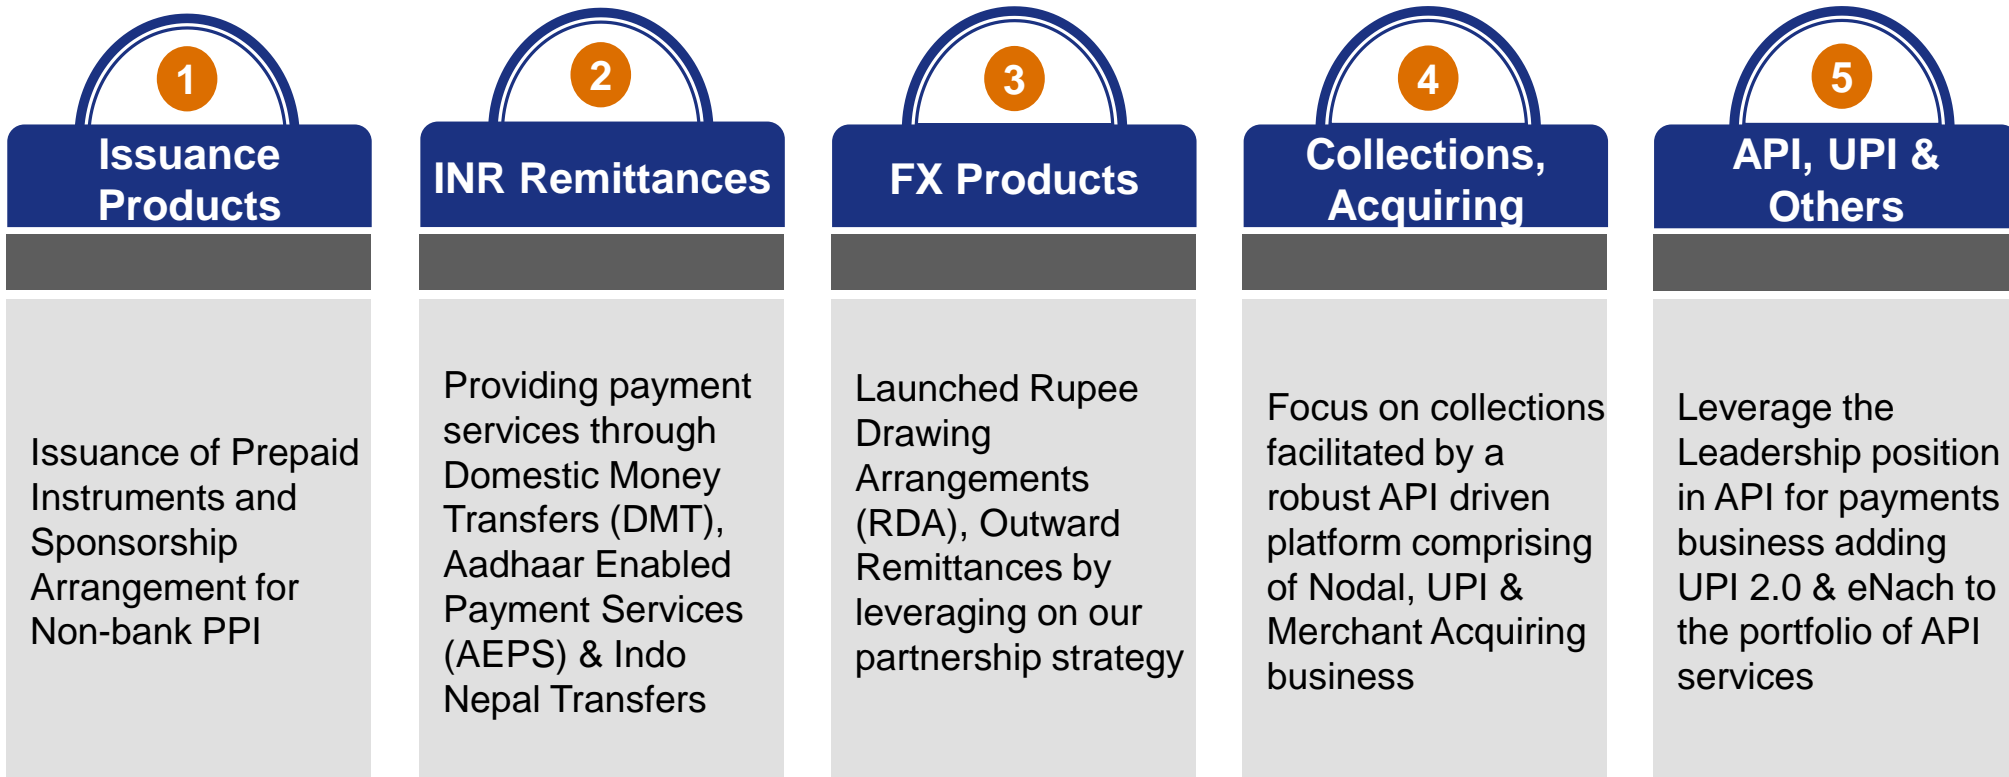 1
Issuance
Products
Issuance of Prepaid
Instruments and
Sponsorship
Arrangement for
Non-bank PPI
2
INR Remittances
Providing payment
services through
Domestic Money
Transfers (DMT),
Aadhaar Enabled
Payment Services
(AEPS) & Indo
Nepal Transfers
3
FX Products
Launched Rupee
Drawing
Arrangements
(RDA), Outward
Remittances by
leveraging on our
partnership strategy
4
Collections,
Acquiring
Focus on collections
facilitated by a
robust API driven
platform comprising
of Nodal, UPI &
Merchant Acquiring
business
5
API, UPI &
Others
Leverage the
Leadership position
in API for payments
business adding
UPI 2.0 & eNach to
the portfolio of API
services